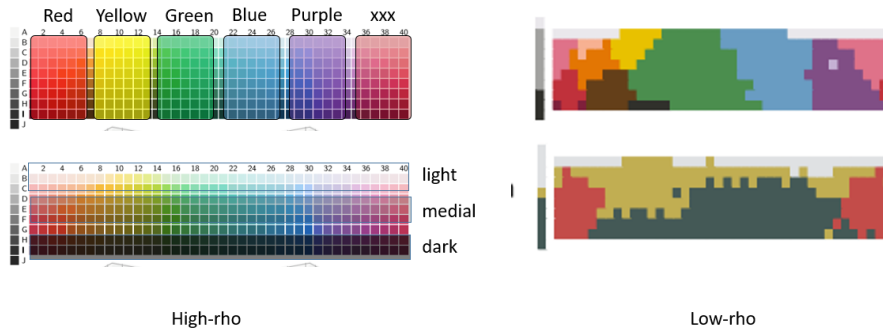 Red Yellow Green Blue Purple xxx
A 2 4 6 8 10 12 14 16 18 20 22 24 26 28 30 32 34 36 38 40
B
C
D
E
F
G
H
I
J
A 2 4 6 8 10 12 14 16 18 20 22 24 26 28 30 32 34 36 38 40
light
B
C
D
medial
E
F
G
dark
H
I
J
High-rho Low-rho